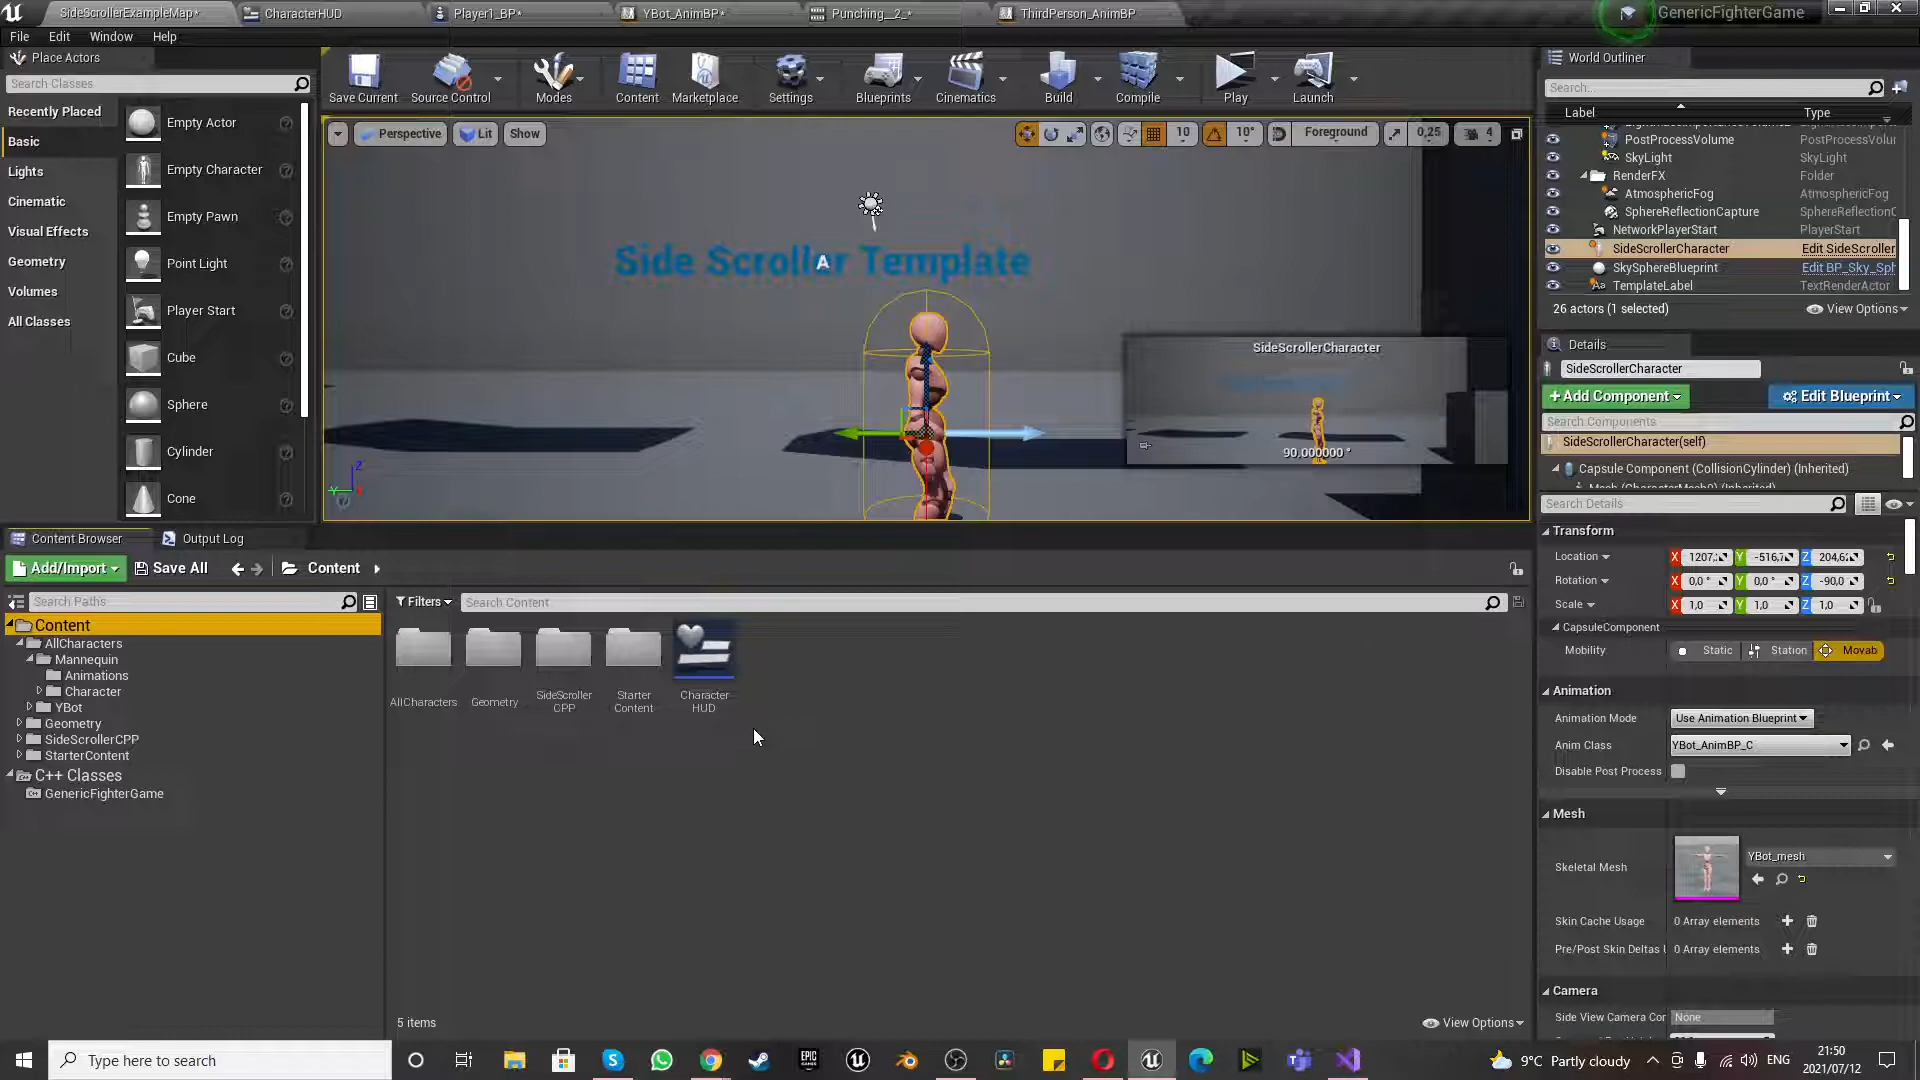 SideScrollerExampleMap*
CharacterHUD
Player1_BP*
YBot_AnimBP*
Punching__2_*
ThirdPerson_AnimBP
GenericFighterGame
File
Edit
Window
Help
Place Actors
Search Classes
Recently Placed
Basic
Lights
Cinematic
Visual Effects
Geometry
Volumes
All Classes
Empty Actor
Empty Character
Empty Pawn
Point Light
Player Start
Cube
Sphere
Cylinder
Cone
Save Current
Source Control
Modes
Content
Marketplace
Settings
Blueprints
Cinematics
Build
Compile
Play
Launch
Perspective
Lit
Show
10
10°
Foreground
0,25
4
Side Scroller Template
A
SideScrollerCharacter
90.000000 °
Z
Y
World Outliner
Search...
Label
Type
PostProcessVolume
PostProcessVolu
SkyLight
SkyLight
RenderFX
Folder
AtmosphericFog
AtmosphericFog
SphereReflectionCapture
SphereReflectionC
NetworkPlayerStart
PlayerStart
SideScrollerCharacter
Edit SideScroller
SkySphereBlueprint
Edit BP_Sky_Sph
TemplateLabel
TextRenderActor
26 actors (1 selected)
View Options
Details
SideScrollerCharacter
+Add Component
Edit Blueprint
Search Components
SideScrollerCharacter(self)
Capsule Component (CollisionCylinder) (Inherited)
Mesh (CharacterMesh0) (Inherited)
Search Details
Transform
Location
X 1207,
Y -516,7
Z 204,6
Rotation
X 0,0 °
Y 0,0 °
Z -90,0
Scale
X 1,0
Y 1,0
Z 1,0
CapsuleComponent
Mobility
Static
Station
Movab
Animation
Animation Mode
Use Animation Blueprint
Anim Class
YBot_AnimBP_C
Disable Post Process
Mesh
Skeletal Mesh
YBot_mesh
Skin Cache Usage
0 Array elements
Pre/Post Skin Deltas U
0 Array elements
Camera
Side View Camera Cor
None
Content Browser
Output Log
Add/Import
Save All
Content
Search Paths
Filters
Search Content
Content
AllCharacters
Mannequin
Animations
Character
YBot
Geometry
SideScrollerCPP
StarterContent
C++ Classes
GenericFighterGame
AllCharacters
Geometry
SideScroller
CPP
Starter
Content
Character
HUD
5 items
View Options
Type here to search
EPIC
GAMES
9°C Partly cloudy
ENG
21:50
2021/07/12